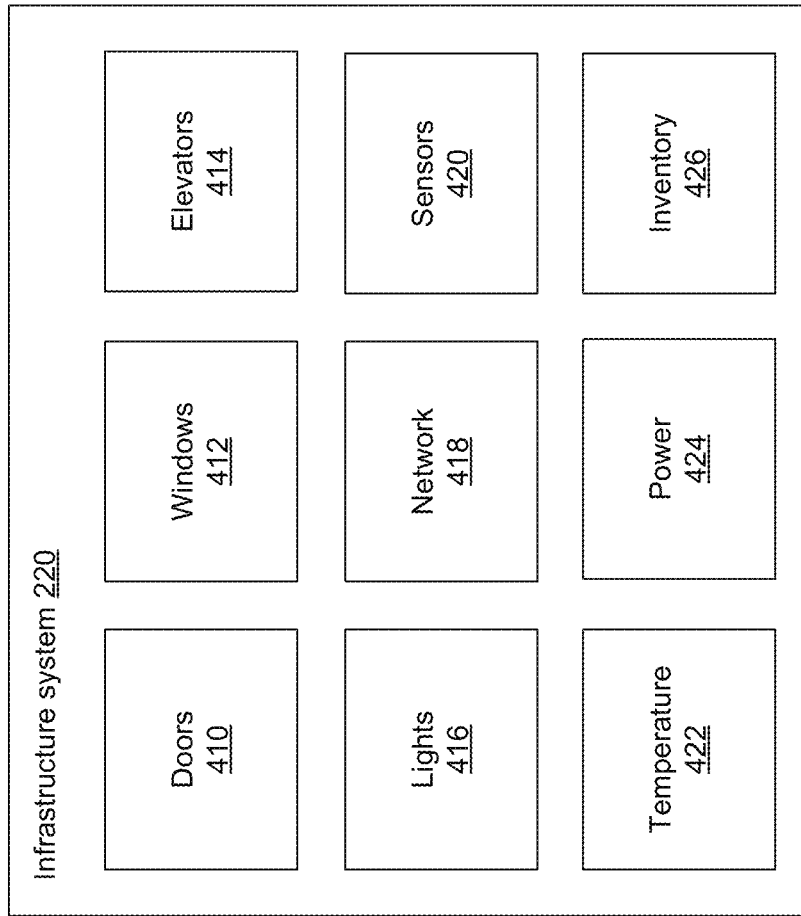 Infrastructure system 220
Doors
410
Windows
412
Elevators
414
Lights
416
Network
418
Sensors
420
Temperature
422
Power
424
Inventory
426